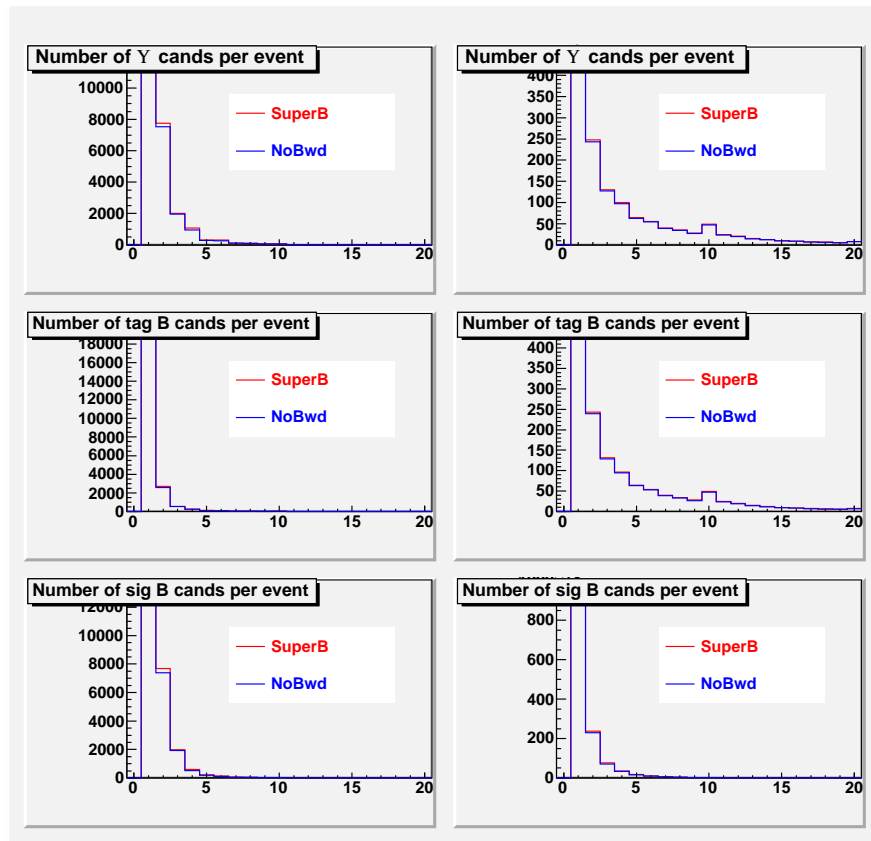 Number of Υ cands per event
10000
8000
6000
4000
2000
0
0 5 10 15 20
SuperB
NoBwd
Number of Υ cands per event
400
350
300
250
200
150
100
50
0
0 5 10 15 20
SuperB
NoBwd
Number of tag B cands per event
18000
16000
14000
12000
10000
8000
6000
4000
2000
0
0 5 10 15 20
SuperB
NoBwd
Number of tag B cands per event
400
350
300
250
200
150
100
50
0
0 5 10 15 20
SuperB
NoBwd
Number of sig B cands per event
12000
10000
8000
6000
4000
2000
0
0 5 10 15 20
SuperB
NoBwd
Number of sig B cands per event
800
600
400
200
0
0 5 10 15 20
SuperB
NoBwd